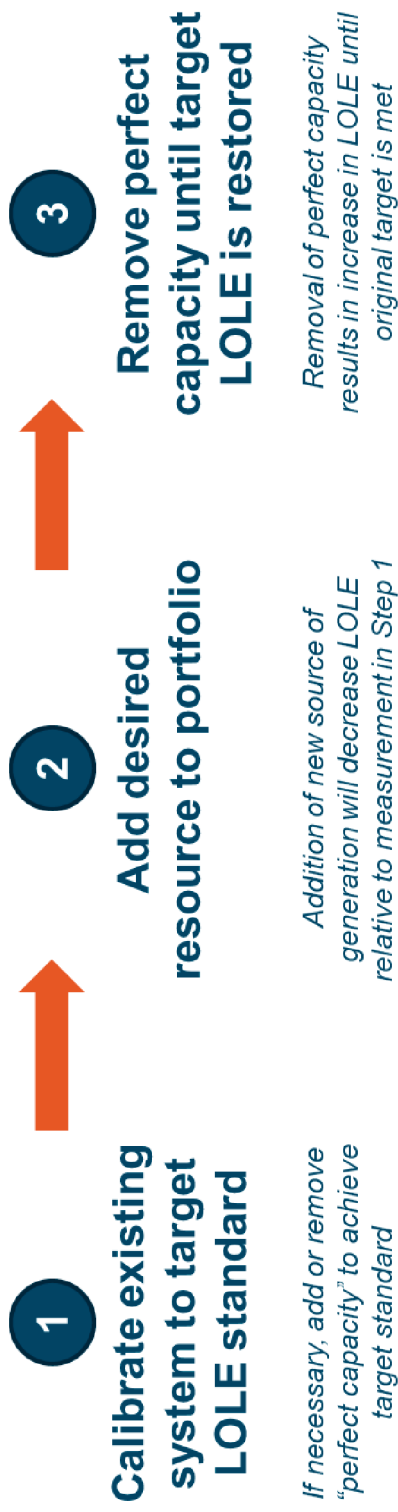 1
Calibrate existing
system to target
LOLE standard
If necessary, add or remove
“perfect capacity” to achieve
target standard
2
Add desired
resource to portfolio
Addition of new source of
generation will decrease LOLE
relative to measurement in Step 1
3
Remove perfect
capacity until target
LOLE is restored
Removal of perfect capacity
results in increase in LOLE until
original target is met